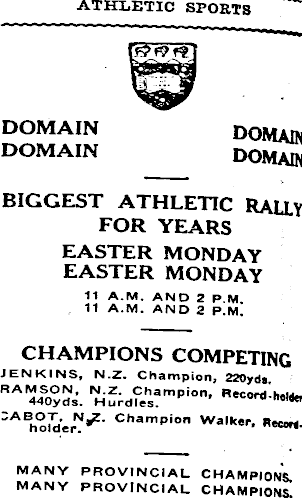 ATHLETIC SPORTS
DOMAIN DOMAIN
DOMAIN DOMAIN
BIGGEST ATHLETIC RALLY
FOR YEARS
EASTER MONDAY
EASTER MONDAY
11 A.M. AND 2 P.M.
11 A.M. AND 2 P.M.
CHAMPIONS COMPETING
JENKINS, N.Z. Champion, 220yds.
RAMSON, N.Z. Champion, Record-holder
440yds. Hurdles.
CABOT, N.Z. Champion Walker, Record-
holder.
MANY PROVINCIAL CHAMPIONS.
MANY PROVINCIAL CHAMPIONS.